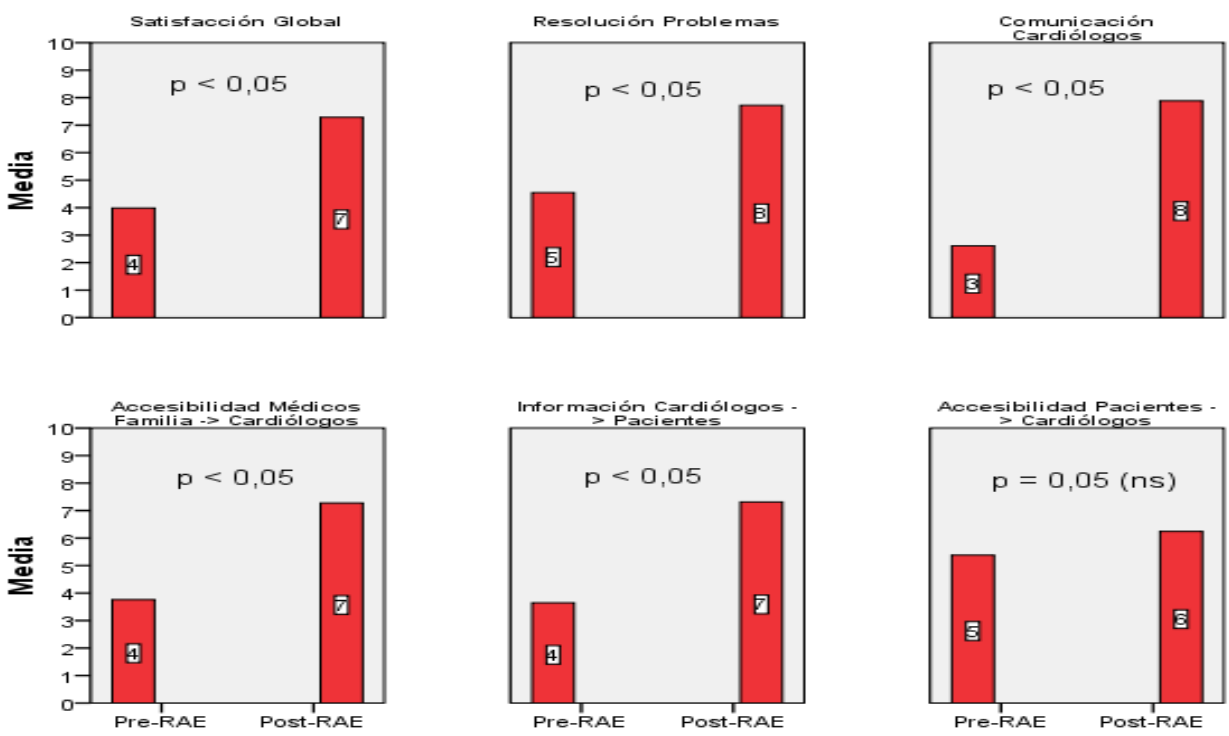 Satisfacción Global
Resolución Problemas
Comunicación
Cardiólogos
10
9
8
7
6
5
4
3
2
1
0
Media
p < 0,05
4
7
p < 0,05
5
8
p < 0,05
3
8
Accesibilidad Médicos
Familia -> Cardiólogos
Información Cardiólogos -
> Pacientes
Accesibilidad Pacientes -
> Cardiólogos
10
9
8
7
6
5
4
3
2
1
0
Media
p < 0,05
4
7
p < 0,05
4
7
p = 0,05 (ns)
5
6
Pre-RAE Post-RAE
Pre-RAE Post-RAE
Pre-RAE Post-RAE